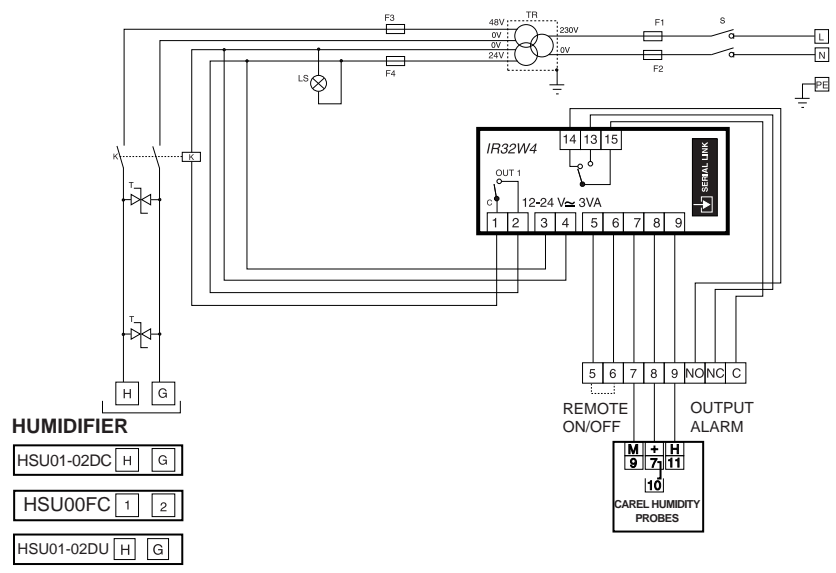 F3
TR
48V
230V
F1
S
L
0V
0V
0V
N
24V
F4
F2
LS
PE
K
K
14 13 15
IR32W4
OUT 1
SERIAL LINK
C
12-24 V≂ 3VA
1 2 3 4 5 6 7 8 9
T
T
5 6 7 8 9 NO NC C
H G
REMOTE
ON/OFF
OUTPUT
ALARM
HUMIDIFIER
HSU01-02DC H G
HSU00FC 1 2
HSU01-02DU H G
M + H
9 7 11
10
CAREL HUMIDITY
PROBES